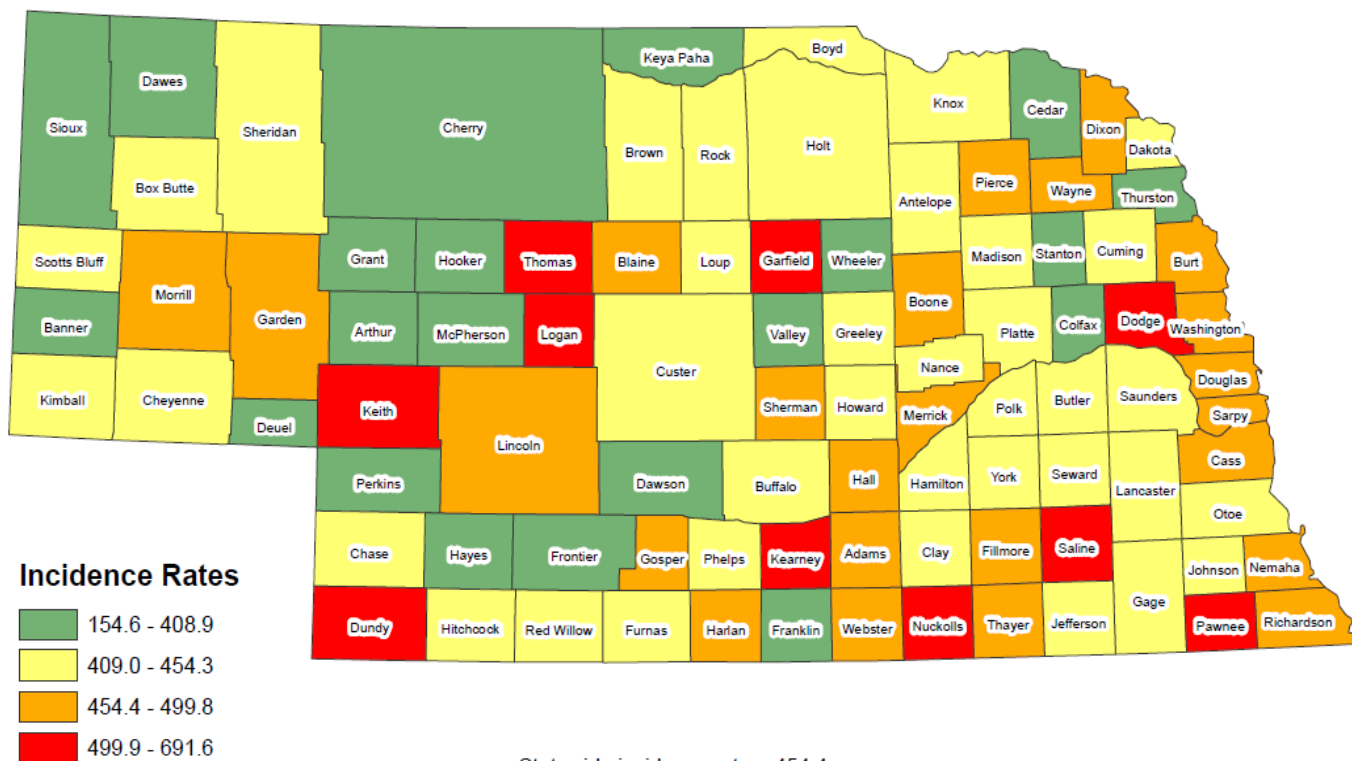 Boyd
Keya Paha
Dawes
Knox
Cedar
Sioux
Sheridan
Cherry
Dixon
Holt
Dakota
Brown
Rock
Box Butte
Pierce
Wayne
Thurston
Antelope
Scotts Bluff
Grant
Hooker
Thomas
Blaine
Loup
Garfield
Wheeler
Madison
Stanton
Cuming
Burt
Morrill
Garden
Boone
Banner
Arthur
McPherson
Logan
Valley
Greeley
Platte
Colfax
Dodge
Washington
Custer
Nance
Kimball
Cheyenne
Douglas
Deuel
Keith
Sherman
Howard
Merrick
Polk
Butler
Saunders
Sarpy
Lincoln
Cass
Perkins
Dawson
Buffalo
Hall
Hamilton
York
Seward
Lancaster
Otoe
Chase
Hayes
Frontier
Gosper
Phelps
Kearney
Adams
Clay
Fillmore
Saline
Johnson
Nemaha
Dundy
Hitchcock
Red Willow
Furnas
Harlan
Franklin
Webster
Nuckolls
Thayer
Jefferson
Gage
Pawnee
Richardson
Incidence Rates
154.6 - 408.9
409.0 - 454.3
454.4 - 499.8
499.9 - 691.6